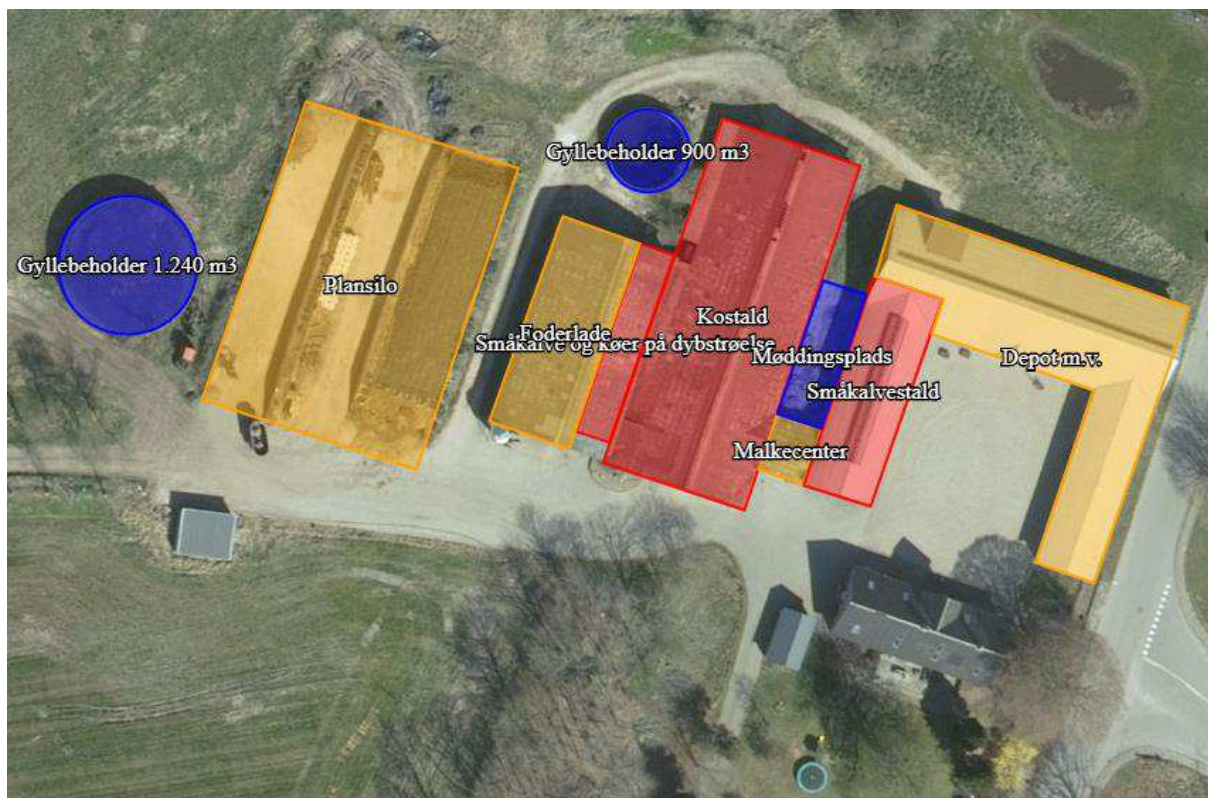 Gyllebeholder 900 m3
Gyllebeholder 1.240 m3
Plansilo
Kostald
Foderlade
Småkalve og køer på dybstrøelse
Møddingsplads
Depot m.v.
Småkalvestald
Malkecenter